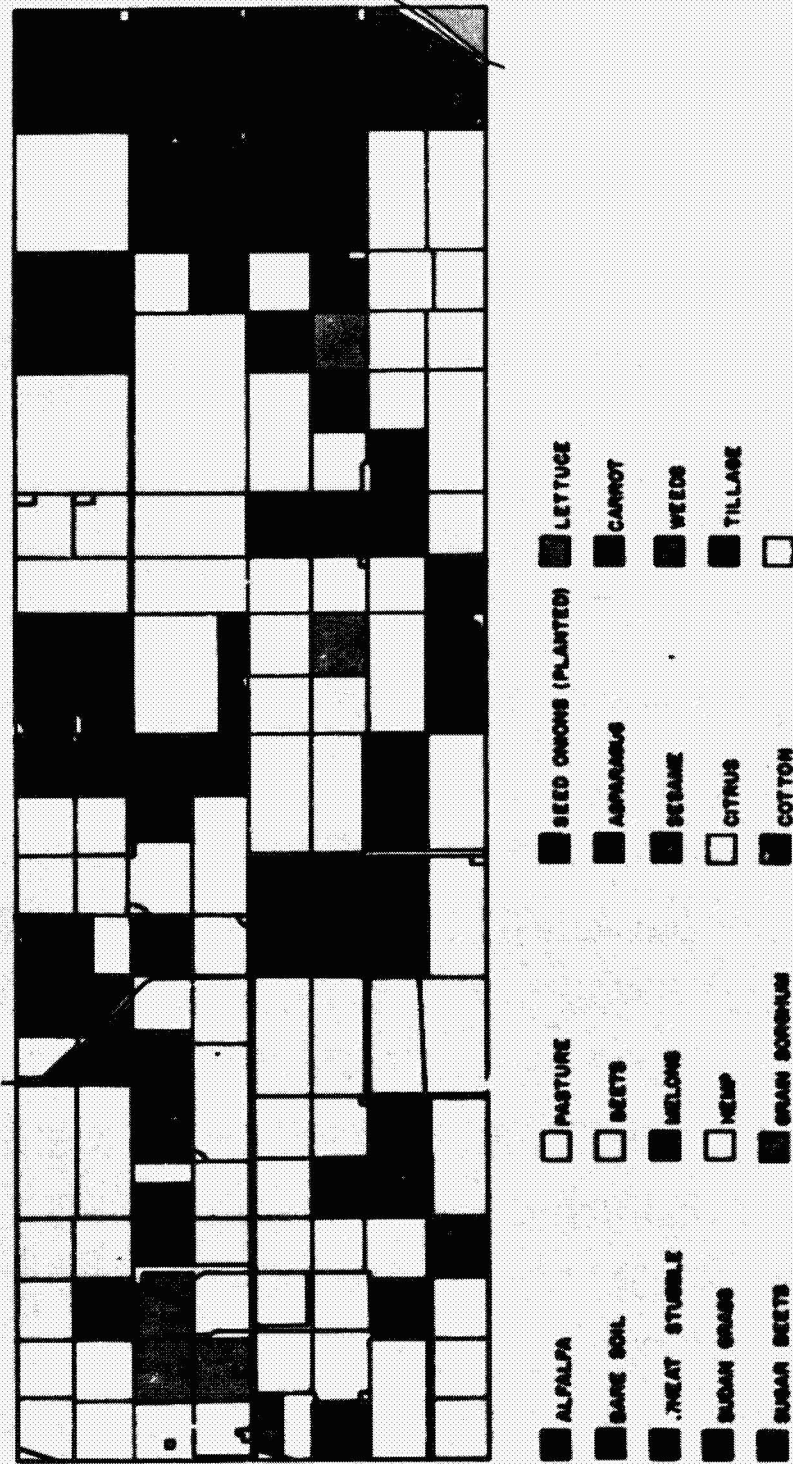 ALFALFA
BARE SOIL
.7HEAT STUBBLE
SUDAN GRASS
SUGAR BEETS
PASTURE
BEETS
MELONS
HEMP
GRAIN SORGHUM
SEED ONIONS (PLANTED)
ASPARAGUS
SESAME
CITRUS
COTTON
LETTUCE
CARROT
WEEDS
TILLAGE